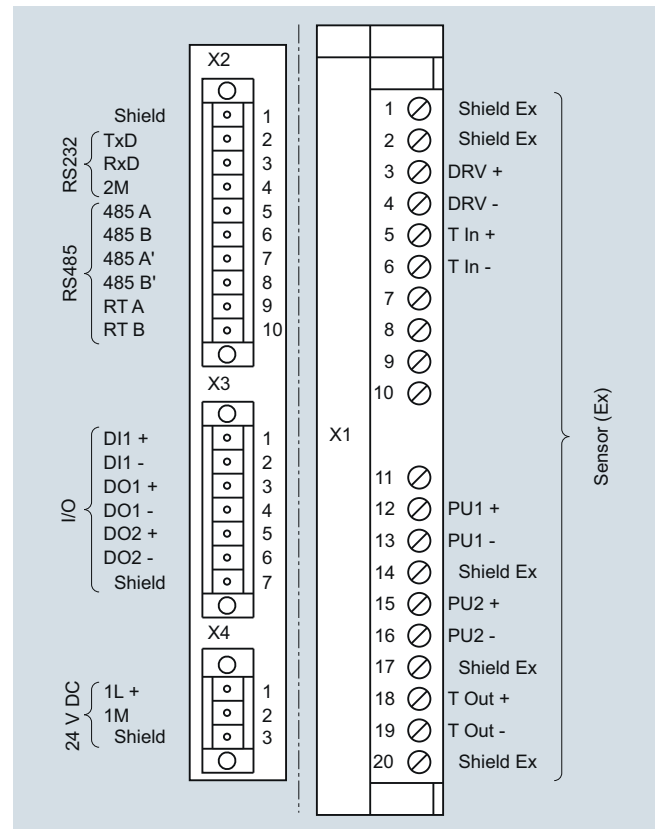 X2
Shield 1
RS232
TxD 2
RxD 3
2M 4
RS485
485 A 5
485 B 6
485 A' 7
485 B' 8
RT A 9
RT B 10
X3
I/O
DI1 + 1
DI1 - 2
DO1 + 3
DO1 - 4
DO2 + 5
DO2 - 6
Shield 7
X4
24 V DC
1L + 1
1M 2
Shield 3
X1
1 Shield Ex
2 Shield Ex
3 DRV +
4 DRV -
5 T In +
6 T In -
7
8
9
10
11
12 PU1 +
13 PU1 -
14 Shield Ex
15 PU2 +
16 PU2 -
17 Shield Ex
18 T Out +
19 T Out -
20 Shield Ex
Sensor (Ex)